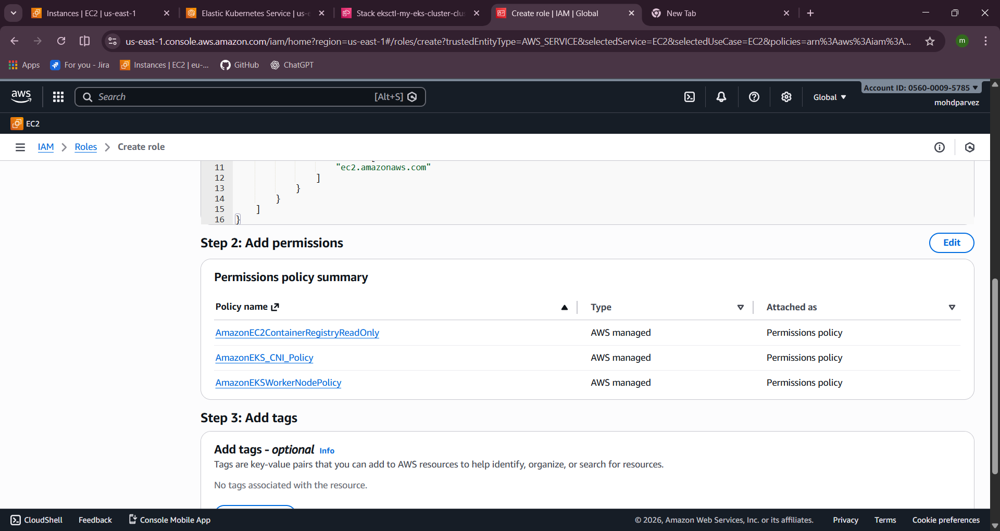 Instances | EC2 | us-east-1
Elastic Kubernetes Service | us-e
Stack eksctl-my-eks-cluster-clus
Create role | IAM | Global
New Tab
us-east-1.console.aws.amazon.com/iam/home?region=us-east-1#/roles/create?trustedEntityType=AWS_SERVICE&selectedService=EC2&selectedUseCase=EC2&policies=arn%3Aaws%3Aiam%3A...
m
Apps
For you - Jira
Instances | EC2 | eu-...
GitHub
ChatGPT
aws
Search
[Alt+S]
Global
Account ID: 0560-0009-5785
mohdparvez
EC2
IAM
Roles
Create role
11 "ec2.amazonaws.com"
12 ]
13 }
14 }
15 ]
16 }
Step 2: Add permissions
Edit
Permissions policy summary
Policy name
Type
Attached as
AmazonEC2ContainerRegistryReadOnly AWS managed Permissions policy
AmazonEKS_CNI_Policy AWS managed Permissions policy
AmazonEKSWorkerNodePolicy AWS managed Permissions policy
Step 3: Add tags
Add tags - optional Info
Tags are key-value pairs that you can add to AWS resources to help identify, organize, or search for resources.
No tags associated with the resource.
CloudShell
Feedback
Console Mobile App
© 2026, Amazon Web Services, Inc. or its affiliates.
Privacy
Terms
Cookie preferences